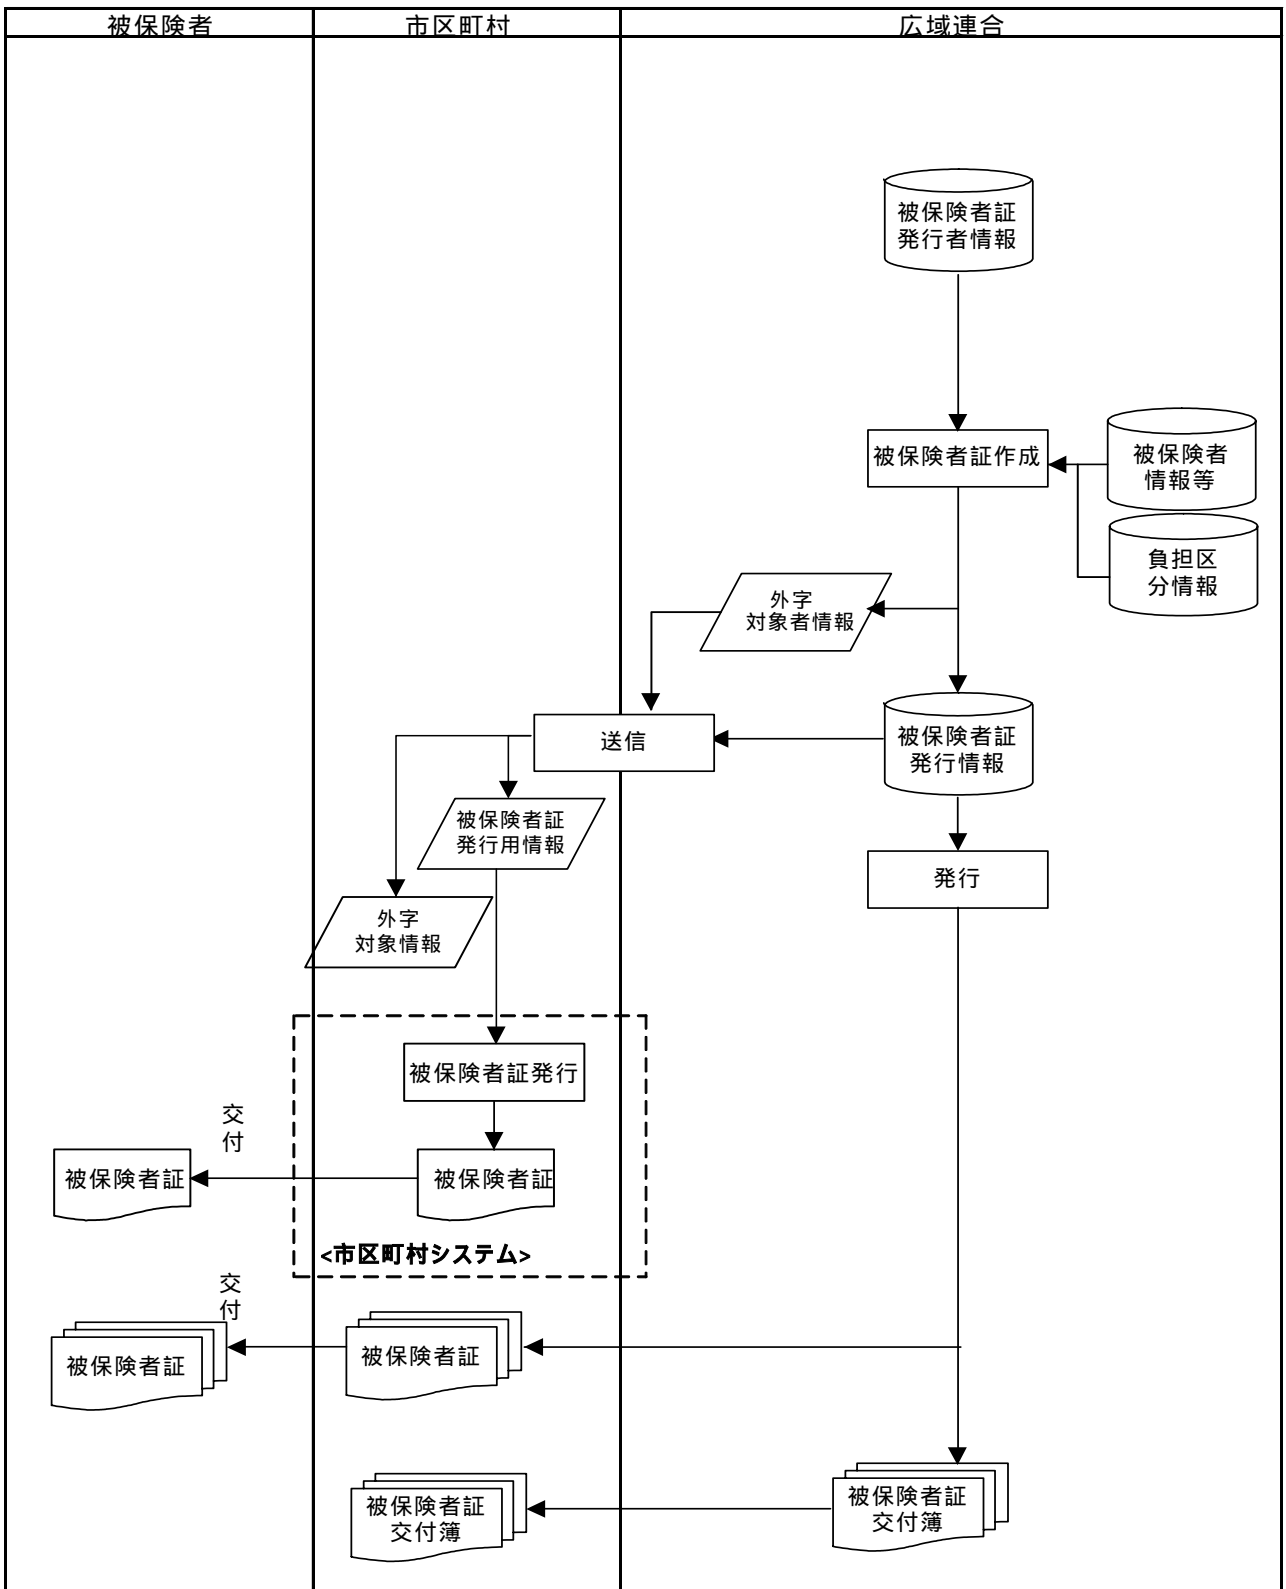 被保険者
市区町村
広域連合
被保険者証
発行者情報
被保険者証作成
被保険者
情報等
負担区
分情報
外字
対象者情報
送信
被保険者証
発行情報
被保険者証
発行用情報
発行
外字
対象情報
被保険者証発行
交
付
被保険者証
被保険者証
<市区町村システム>
交
付
被保険者証
被保険者証
被保険者証
交付簿
被保険者証
交付簿